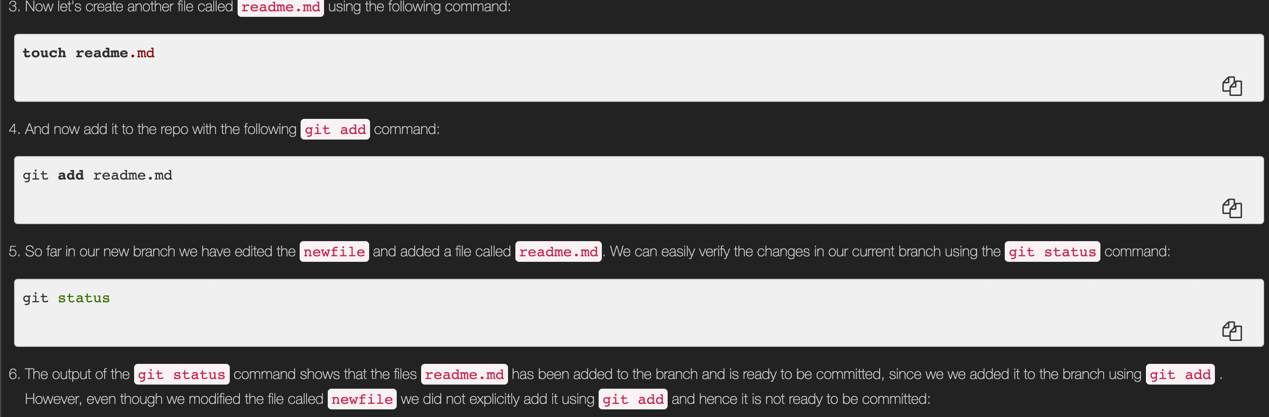 3. Now let's create another file called readme.md using the following command:
touch readme.md
4. And now add it to the repo with the following git add command:
git add readme.md
5. So far in our new branch we have edited the newfile and added a file called readme.md. We can easily verify the changes in our current branch using the git status command:
git status
6. The output of the git status command shows that the files readme.md has been added to the branch and is ready to be committed, since we we added it to the branch using git add .
However, even though we modified the file called newfile we did not explicitly add it using git add and hence it is not ready to be committed: